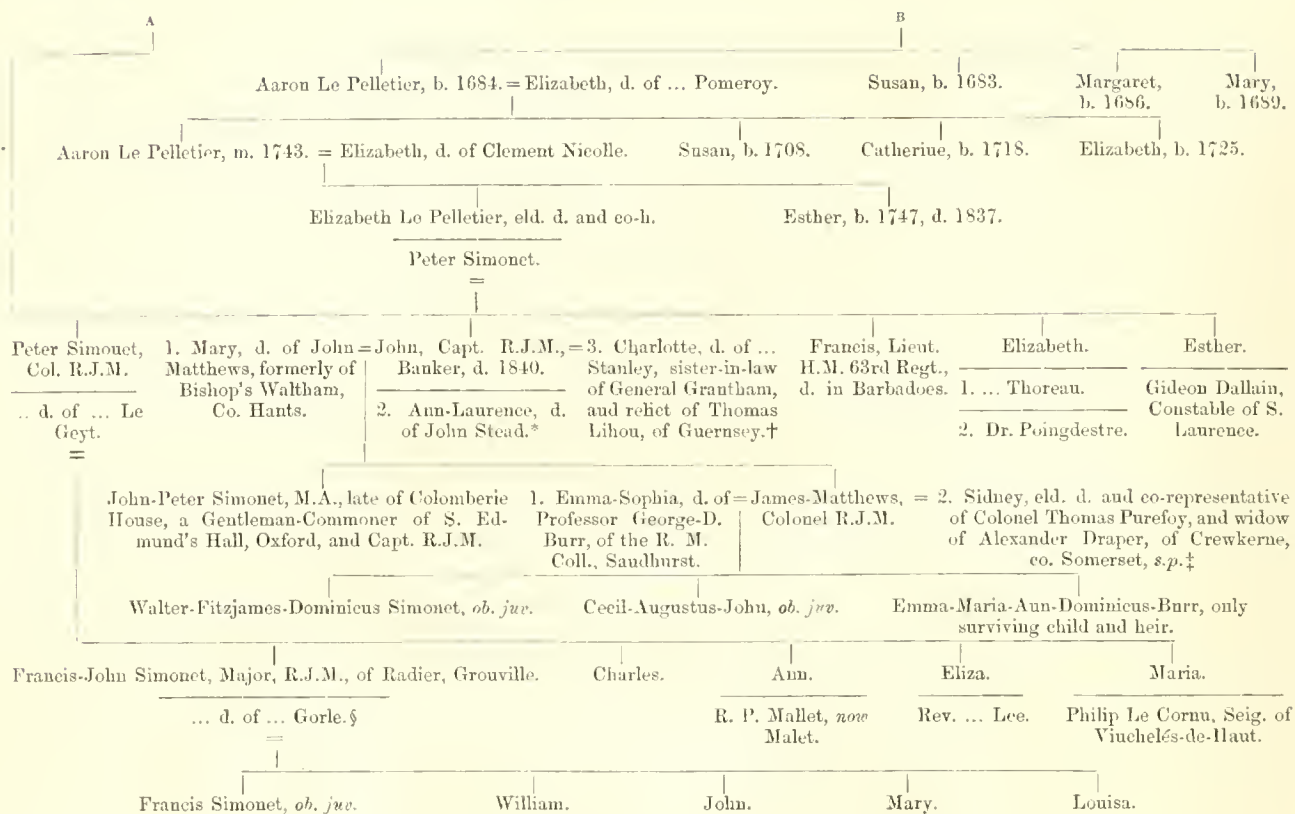 A
B
Aaron Le Pelletier, b. 1684. = Elizabeth, d. of ... Pomeroy.
Susan, b. 1683.
Margaret,
b. 1686.
Mary,
b. 1689.
Aaron Le Pelletier, m. 1743. = Elizabeth, d. of Clement Nicolle.
Susan, b. 1708.
Catherine, b. 1718.
Elizabeth, b. 1725.
Elizabeth Le Pelletier, eld. d. and co-h.
Esther, b. 1747, d. 1837.
Peter Simonet.
=
Peter Simonet,
Col. R.J.M.
.. d. of ... Le
Geyt.
=
1. Mary, d. of John
Matthews, formerly of
Bishop's Waltham,
Co. Hants.
=John, Capt. R.J.M.,=
Banker, d. 1840.
2. Ann-Laurence, d.
of John Stead.*
3. Charlotte, d. of ...
Stanley, sister-in-law
of General Grantham,
and relict of Thomas
Lihou, of Guernsey.†
Francis, Lieut.
H.M. 63rd Regt.,
d. in Barbadoes.
Elizabeth.
1. ... Thoreau.
2. Dr. Poingdestre.
Esther.
Gideon Dallain,
Constable of S.
Laurence.
John-Peter Simonet, M.A., late of Colomberie
House, a Gentleman-Commoner of S. Ed-
mund's Hall, Oxford, and Capt. R.J.M.
1. Emma-Sophia, d. of
Professor George-D.
Burr, of the R. M.
Coll., Sandhurst.
=James-Matthews, =
Colonel R.J.M.
2. Sidney, eld. d. and co-representative
of Colonel Thomas Purefoy, and widow
of Alexander Draper, of Crewkerne,
co. Somerset, s.p.‡
Walter-Fitzjames-Dominicus Simonet, ob. juv.
Cecil-Augustus-John, ob. juv.
Emma-Maria-Ann-Dominicus-Burr, only
surviving child and heir.
Francis-John Simonet, Major, R.J.M., of Radier, Grouville.
... d. of ... Gorle.§
=
Charles.
Ann.
R. P. Mallet, now
Malet.
Eliza.
Rev. ... Lee.
Maria.
Philip Le Cornu, Seig. of
Vinchelés-de-Haut.
Francis Simonet, ob. juv.
William.
John.
Mary.
Louisa.